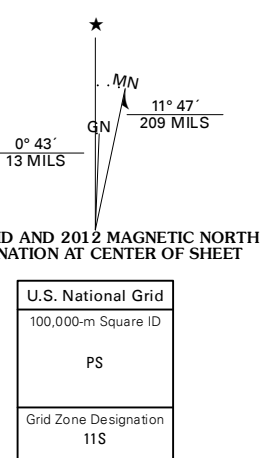 ★
MN
11° 47´
209 MILS
GN
0° 43´
13 MILS
ID AND 2012 MAGNETIC NORTH
NATION AT CENTER OF SHEET
U.S. National Grid
100,000-m Square ID
PS
Grid Zone Designation
11S